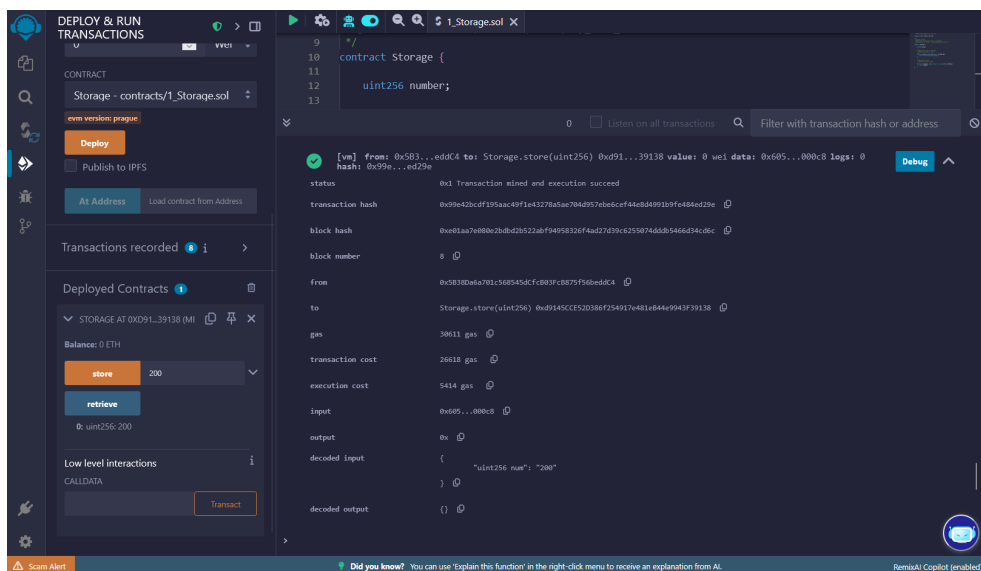 DEPLOY & RUN
TRANSACTIONS
0 Wei
CONTRACT
Storage - contracts/1_Storage.sol
evm version: prague
Deploy
Publish to IPFS
At Address Load contract from Address
Transactions recorded 8 i
Deployed Contracts 1
STORAGE AT 0XD91...39138 (MI
Balance: 0 ETH
store 200
retrieve
0: uint256: 200
Low level interactions i
CALLDATA
Transact
Scam Alert
1_Storage.sol
9 */
10 contract Storage {
11
12 uint256 number;
13
0 Listen on all transactions Filter with transaction hash or address
[vm] from: 0x5B3...eddC4 to: Storage.store(uint256) 0xd91...39138 value: 0 wei data: 0x605...000c8 logs: 0
hash: 0x99e...ed29e
Debug
status 0x1 Transaction mined and execution succeed
transaction hash 0x99e42bcdf195aac49f1e43278a5ae704d957ebe6cef44e8d4991b9fe484ed29e
block hash 0xe01aa7e080e2bdbd2b522abf94958326f4ad27d39c6255074dddb5466d34cd6c
block number 8
from 0x5B38Da6a701c568545dCfcB03FcB875f56beddC4
to Storage.store(uint256) 0xd9145CCE52D386f254917e481eB44e9943F39138
gas 30611 gas
transaction cost 26618 gas
execution cost 5414 gas
input 0x605...000c8
output 0x
decoded input {
"uint256 num": "200"
}
decoded output {}
>
Did you know? You can use 'Explain this function' in the right-click menu to receive an explanation from AI.
RemixAI Copilot (enabled)